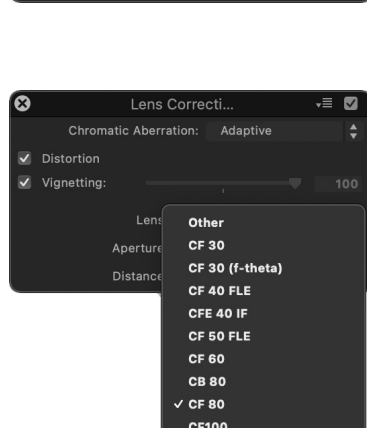 Lens Correcti...
Chromatic Aberration: Adaptive
Distortion
Vignetting: 100
Lens
Other
CF 30
Aperture
CF 30 (f-theta)
Distance
CF 40 FLE
CFE 40 IF
CF 50 FLE
CF 60
CB 80
✓ CF 80
CF100